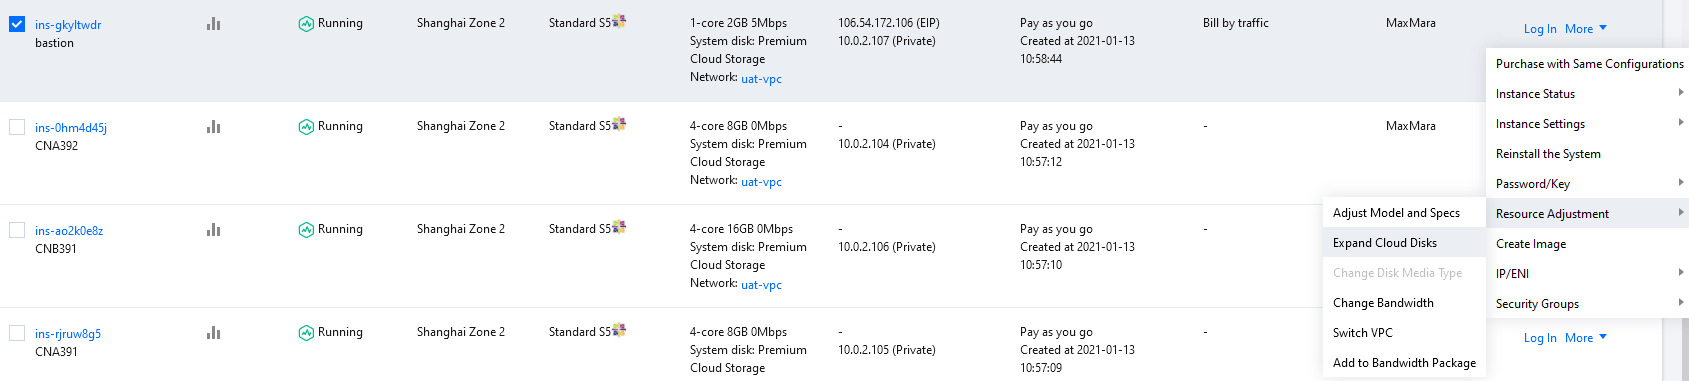 ins-gkyltwdr
bastion
Running
Shanghai Zone 2
Standard S5
1-core 2GB 5Mbps
System disk: Premium
Cloud Storage
Network: uat-vpc
106.54.172.106 (EIP)
10.0.2.107 (Private)
Pay as you go
Created at 2021-01-13
10:58:44
Bill by traffic
MaxMara
Log In More
ins-0hm4d45j
CNA392
Running
Shanghai Zone 2
Standard S5
4-core 8GB 0Mbps
System disk: Premium
Cloud Storage
Network: uat-vpc
-
10.0.2.104 (Private)
Pay as you go
Created at 2021-01-13
10:57:12
-
MaxMara
ins-ao2k0e8z
CNB391
Running
Shanghai Zone 2
Standard S5
4-core 16GB 0Mbps
System disk: Premium
Cloud Storage
Network: uat-vpc
-
10.0.2.106 (Private)
Pay as you go
Created at 2021-01-13
10:57:10
-
ins-rjruw8g5
CNA391
Running
Shanghai Zone 2
Standard S5
4-core 8GB 0Mbps
System disk: Premium
Cloud Storage
Network: uat-vpc
-
10.0.2.105 (Private)
Pay as you go
Created at 2021-01-13
10:57:09
-
Log In More
Purchase with Same Configurations
Instance Status
Instance Settings
Reinstall the System
Password/Key
Resource Adjustment
Create Image
IP/ENI
Security Groups
Adjust Model and Specs
Expand Cloud Disks
Change Disk Media Type
Change Bandwidth
Switch VPC
Add to Bandwidth Package